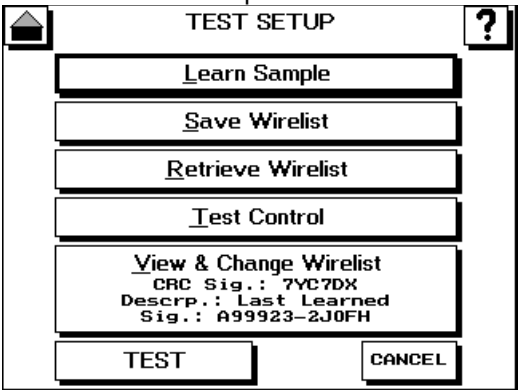 TEST SETUP
?
Learn Sample
Save Wirelist
Retrieve Wirelist
Test Control
View & Change Wirelist
CRC Sig.: 7YC7DX
Descrp.: Last Learned
Sig.: A99923-2J0FH
TEST
CANCEL